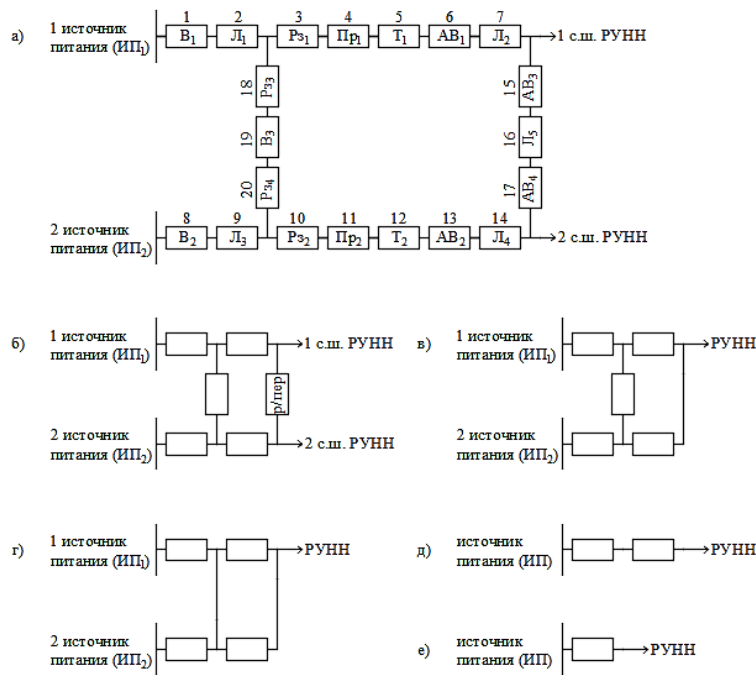 а)
1 источник питания (ИП₁)
1 2 3 4 5 6 7
В₁ Л₁ Рз₁ Пр₁ Т₁ АВ₁ Л₂
1 с.ш. РУНН
18 Рз₃
19 В₃
20 Рз₄
15 АВ₃
16 Л₅
17 АВ₄
2 источник питания (ИП₂)
8 9 10 11 12 13 14
В₂ Л₃ Рз₂ Пр₂ Т₂ АВ₂ Л₄
2 с.ш. РУНН
б)
1 источник питания (ИП₁)
1 с.ш. РУНН
р/пер
2 источник питания (ИП₂)
2 с.ш. РУНН
в)
1 источник питания (ИП₁)
РУНН
2 источник питания (ИП₂)
г)
1 источник питания (ИП₁)
РУНН
2 источник питания (ИП₂)
д)
источник питания (ИП)
РУНН
е)
источник питания (ИП)
РУНН